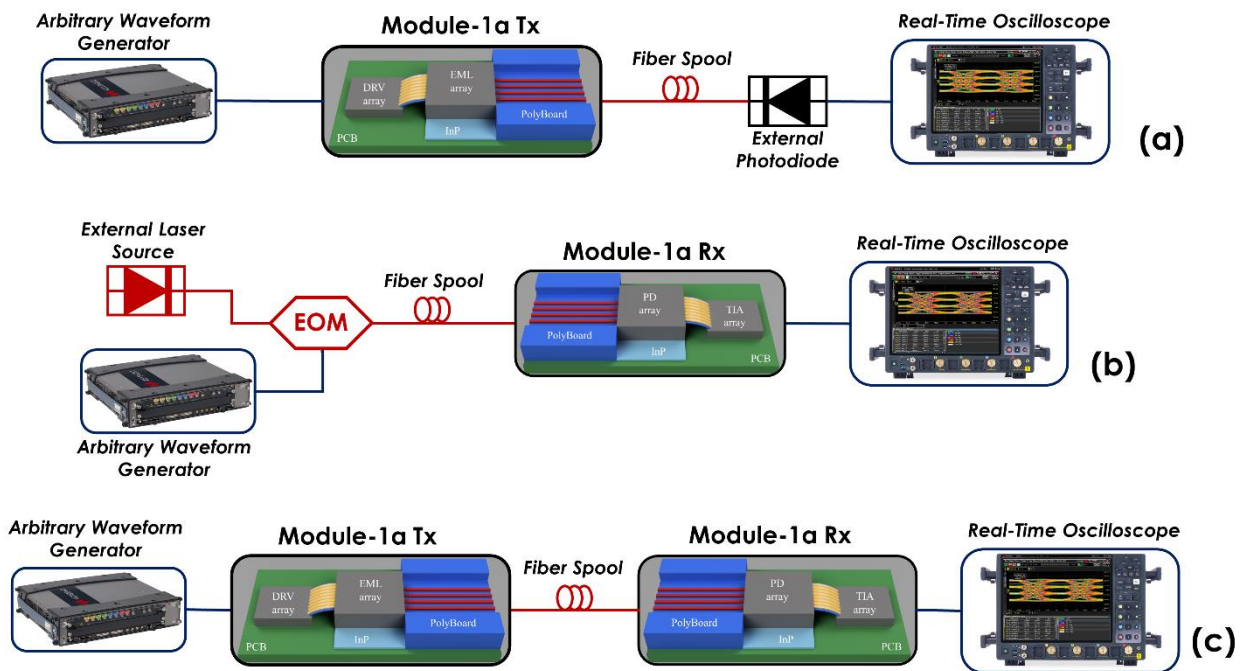 Arbitrary Waveform
Generator
Module-1a Tx
DRV
array
EML
array
InP
PolyBoard
PCB
Fiber Spool
External
Photodiode
Real-Time Oscilloscope
(a)
External Laser
Source
EOM
Arbitrary Waveform
Generator
Fiber Spool
Module-1a Rx
PolyBoard
PD
array
InP
TIA
array
PCB
Real-Time Oscilloscope
(b)
Arbitrary Waveform
Generator
Module-1a Tx
DRV
array
EML
array
InP
PolyBoard
PCB
Fiber Spool
Module-1a Rx
PolyBoard
PD
array
InP
TIA
array
PCB
Real-Time Oscilloscope
(c)